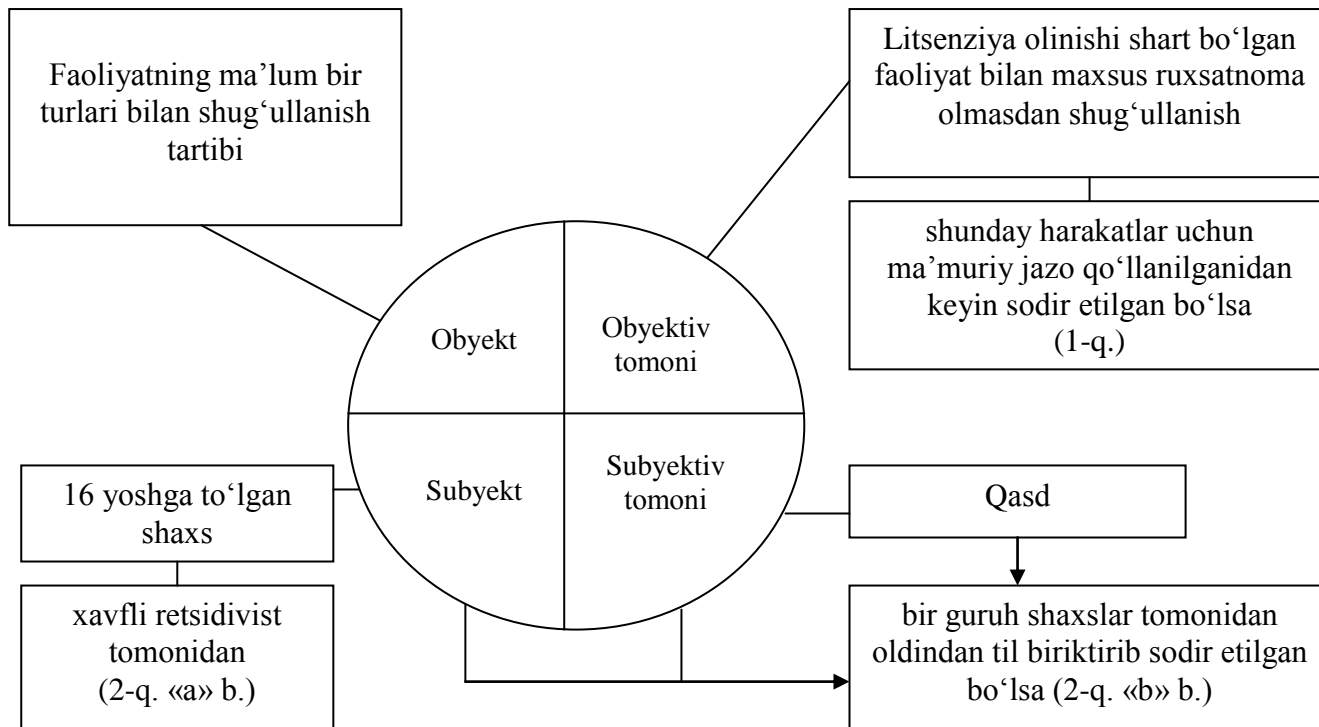 Faoliyatning ma’lum bir
turlari bilan shug‘ullanish
tartibi
Litsenziya olinishi shart bo‘lgan
faoliyat bilan maxsus ruxsatnoma
olmasdan shug‘ullanish
shunday harakatlar uchun
ma’muriy jazo qo‘llanilganidan
keyin sodir etilgan bo‘lsa
(1-q.)
Obyekt
Obyektiv
tomoni
Subyekt
Subyektiv
tomoni
16 yoshga to‘lgan
shaxs
Qasd
xavfli retsidivist
tomonidan
(2-q. «a» b.)
bir guruh shaxslar tomonidan
oldindan til biriktirib sodir etilgan
bo‘lsa (2-q. «b» b.)